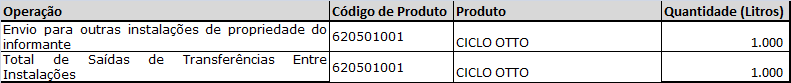 Operação Código de Produto Produto Quantidade (Litros)
Envio para outras instalações de propriedade do
informante 620501001 CICLO OTTO 1.000
Total de Saídas de Transferências Entre
Instalações 620501001 CICLO OTTO 1.000